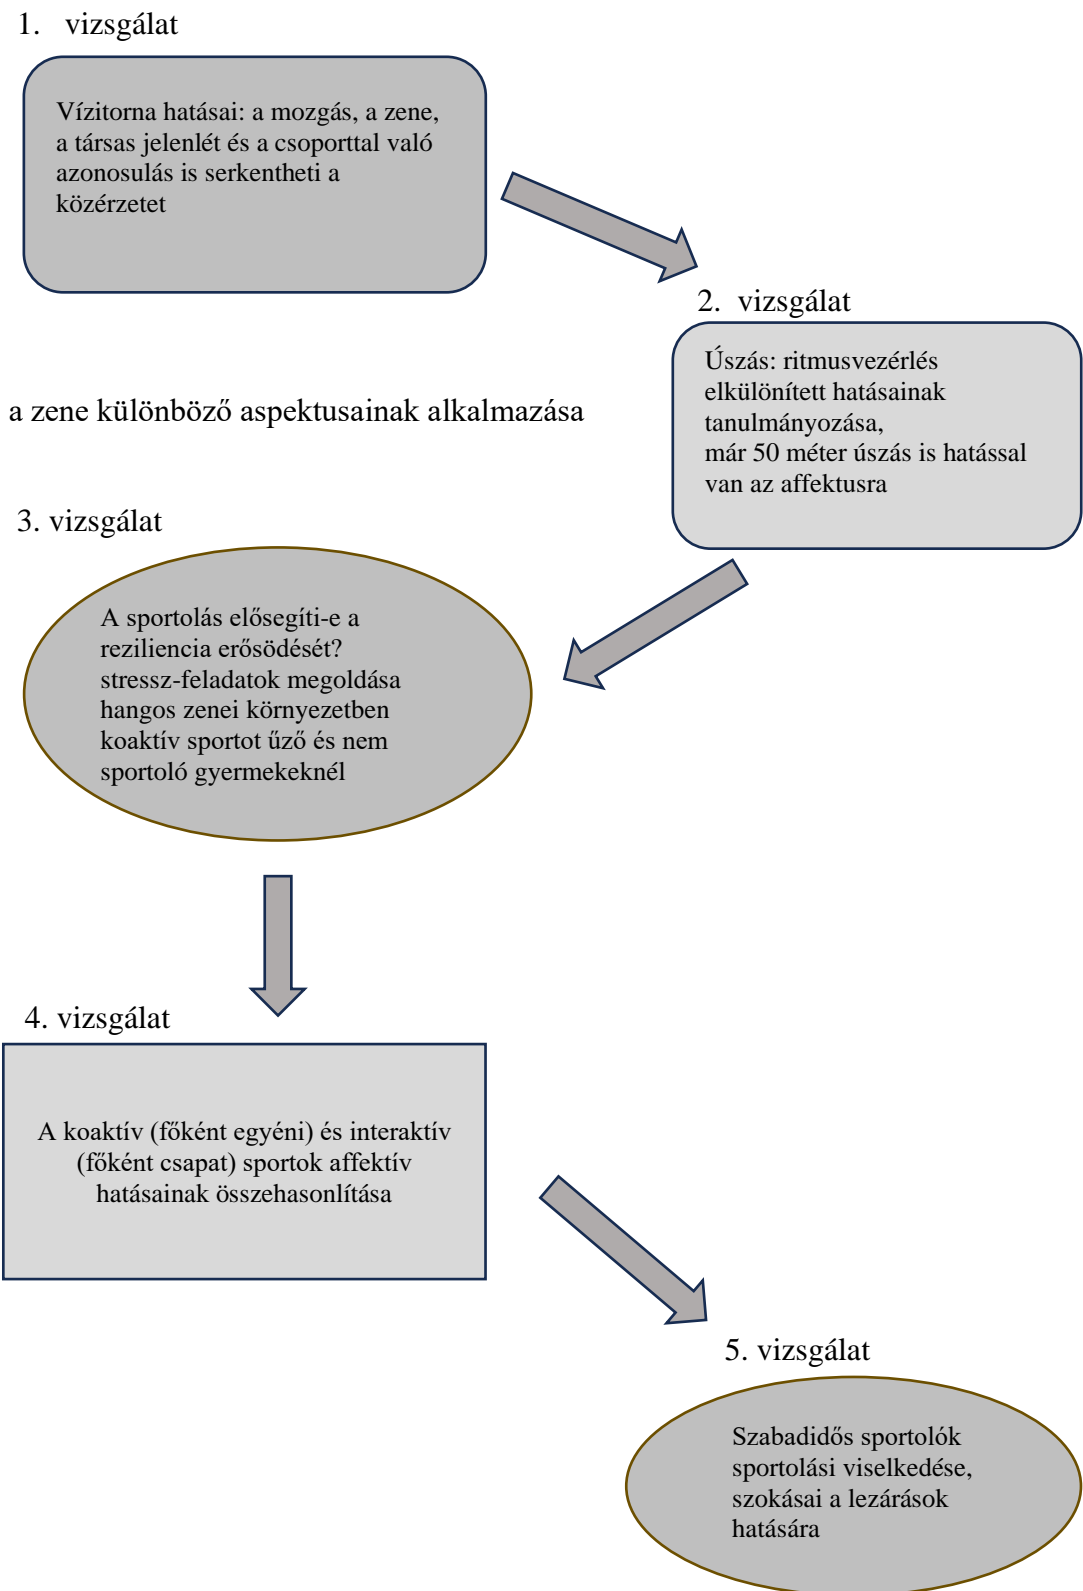 1. vizsgálat
Vízitorna hatásai: a mozgás, a zene,
a társas jelenlét és a csoporttal való
azonosulás is serkentheti a
közérzetet
2. vizsgálat
Úszás: ritmusvezérlés
elkülönített hatásainak
tanulmányozása,
már 50 méter úszás is hatással
van az affektusra
a zene különböző aspektusainak alkalmazása
3. vizsgálat
A sportolás elősegíti-e a
reziliencia erősödését?
stressz-feladatok megoldása
hangos zenei környezetben
koaktív sportot űző és nem
sportoló gyermekeknél
4. vizsgálat
A koaktív (főként egyéni) és interaktív
(főként csapat) sportok affektív
hatásainak összehasonlítása
5. vizsgálat
Szabadidős sportolók
sportolási viselkedése,
szokásai a lezárások
hatására